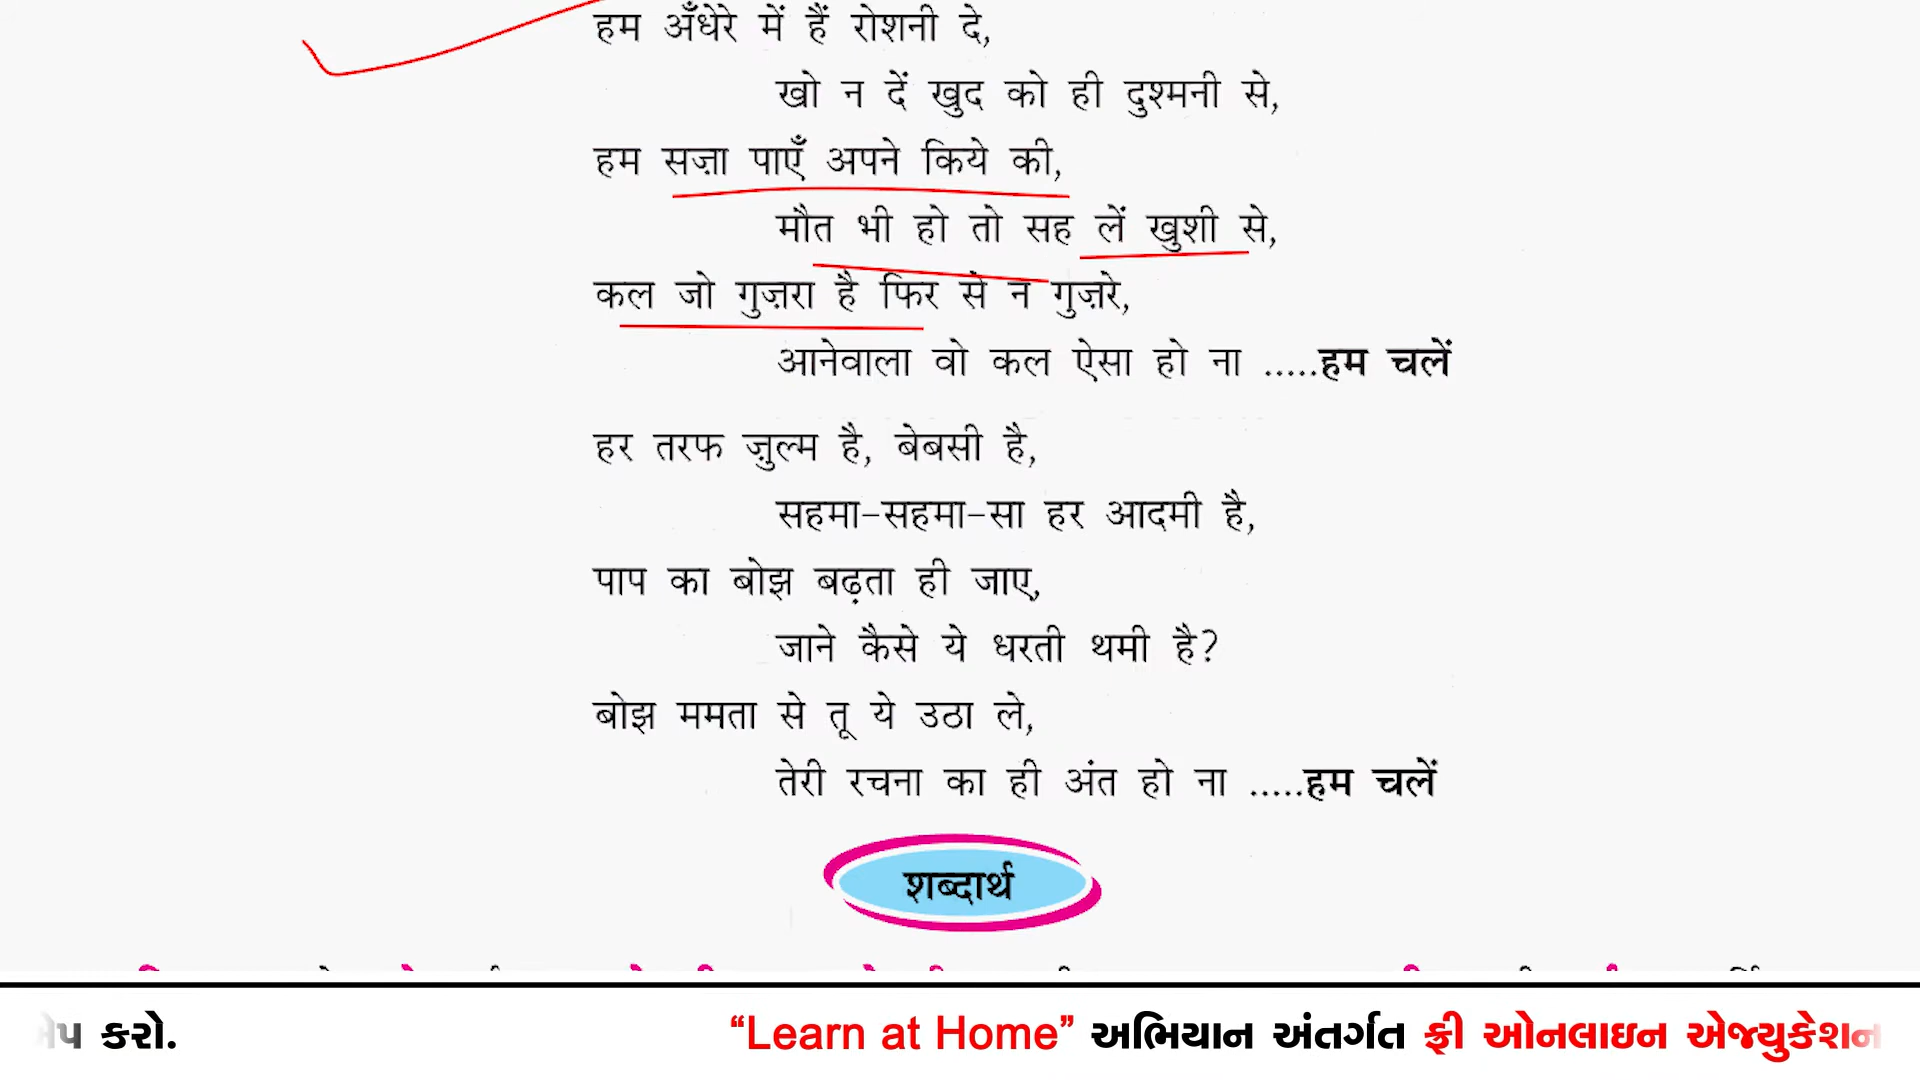 हम अँधेरे में हैं रोशनी दे,
खो न दें खुद को ही दुश्मनी से,
हम सज़ा पाएँ अपने किये की,
मौत भी हो तो सह लें खुशी से,
कल जो गुज़रा है फिर से न गुज़रे,
आनेवाला वो कल ऐसा हो ना .....हम चलें
हर तरफ ज़ुल्म है, बेबसी है,
सहमा-सहमा-सा हर आदमी है,
पाप का बोझ बढ़ता ही जाए,
जाने कैसे ये धरती थमी है?
बोझ ममता से तू ये उठा ले,
तेरी रचना का ही अंत हो ना .....हम चलें
शब्दार्थ
કરો. “Learn at Home” અભિયાન અંતર્ગત ફ્રી ઓનલાઇન એજ્યુકેશન